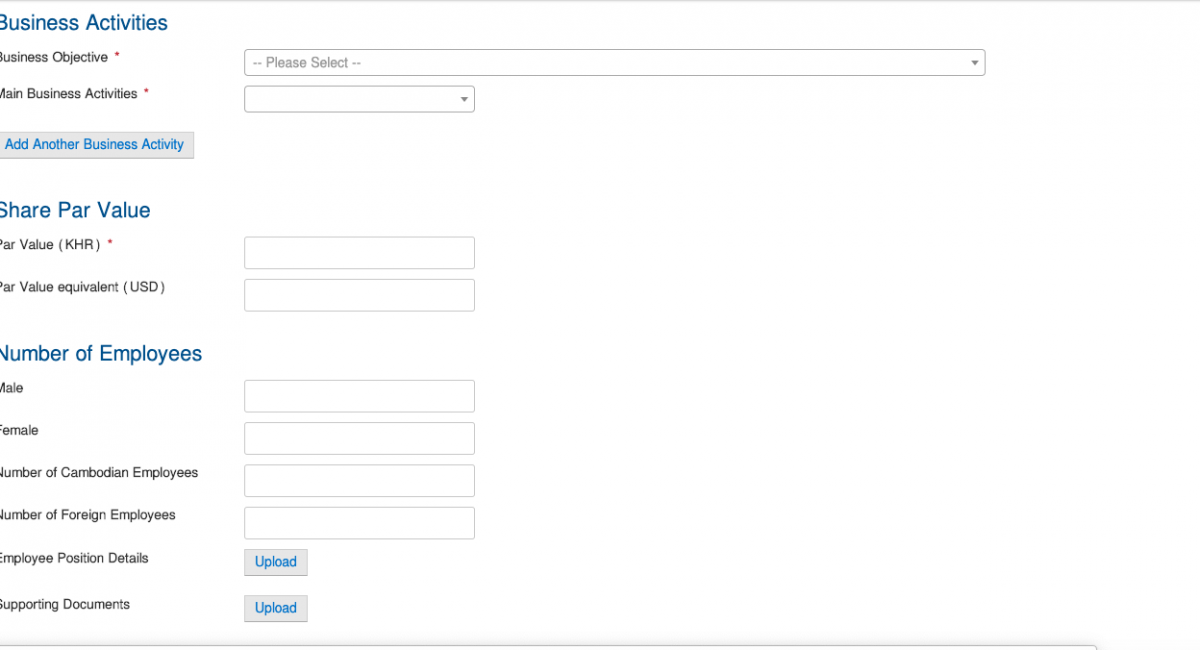 Business Activities
Business Objective *
-- Please Select --
Main Business Activities *
Add Another Business Activity
Share Par Value
Par Value (KHR) *
Par Value equivalent (USD)
Number of Employees
Male
Female
Number of Cambodian Employees
Number of Foreign Employees
Employee Position Details
Upload
Supporting Documents
Upload